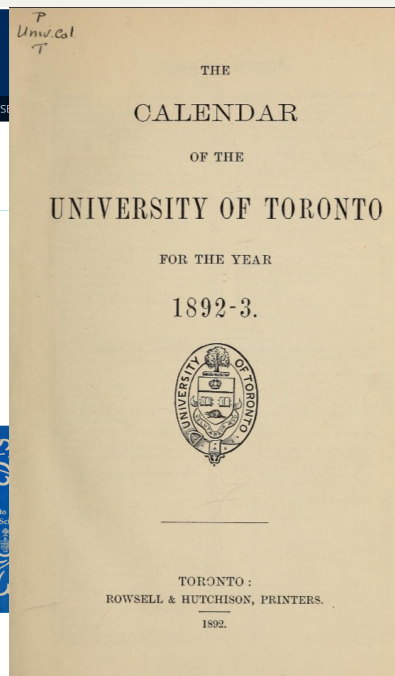 P
Univ.Col.
T
THE
CALENDAR
OF THE
UNIVERSITY OF TORONTO
FOR THE YEAR
1892-3.
UNIVERSITY OF TORONTO
TORONTO:
ROWSELL & HUTCHISON, PRINTERS.
1892.